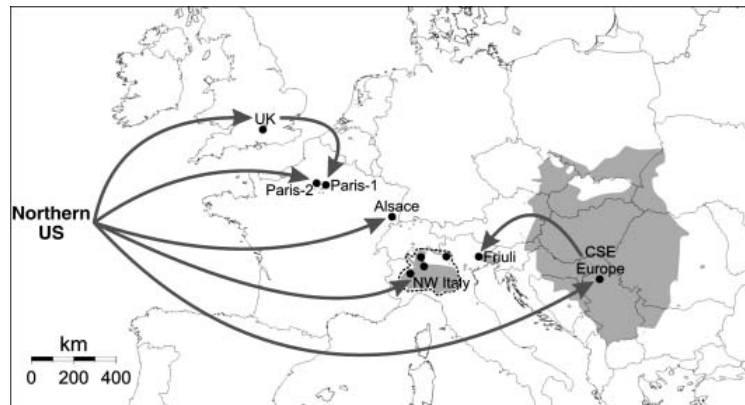 UK
Paris-2
Paris-1
Northern
US
Alsace
Friuli
CSE
Europe
NW Italy
km
0 200 400